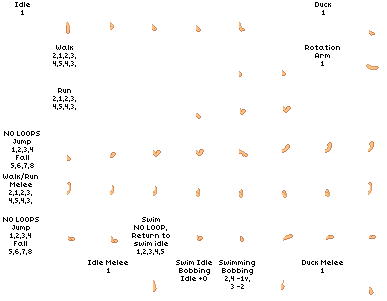 Idle
1
Duck
1
Walk
2,1,2,3,
4,5,4,3,
Rotation
Arm
1
Run
2,1,2,3,
4,5,4,3,
NO LOOPS
Jump
1,2,3,4
Fall
5,6,7,8
Walk/Run
Melee
2,1,2,3,
4,5,4,3,
NO LOOPS
Jump
1,2,3,4
Fall
5,6,7,8
Swim
NO LOOP,
Return to
swim idle
1,2,3,4,5
Idle Melee
1
Swim Idle
Bobbing
Idle +0
Swimming
Bobbing
2,4 -1v,
3 -2
Duck Melee
1